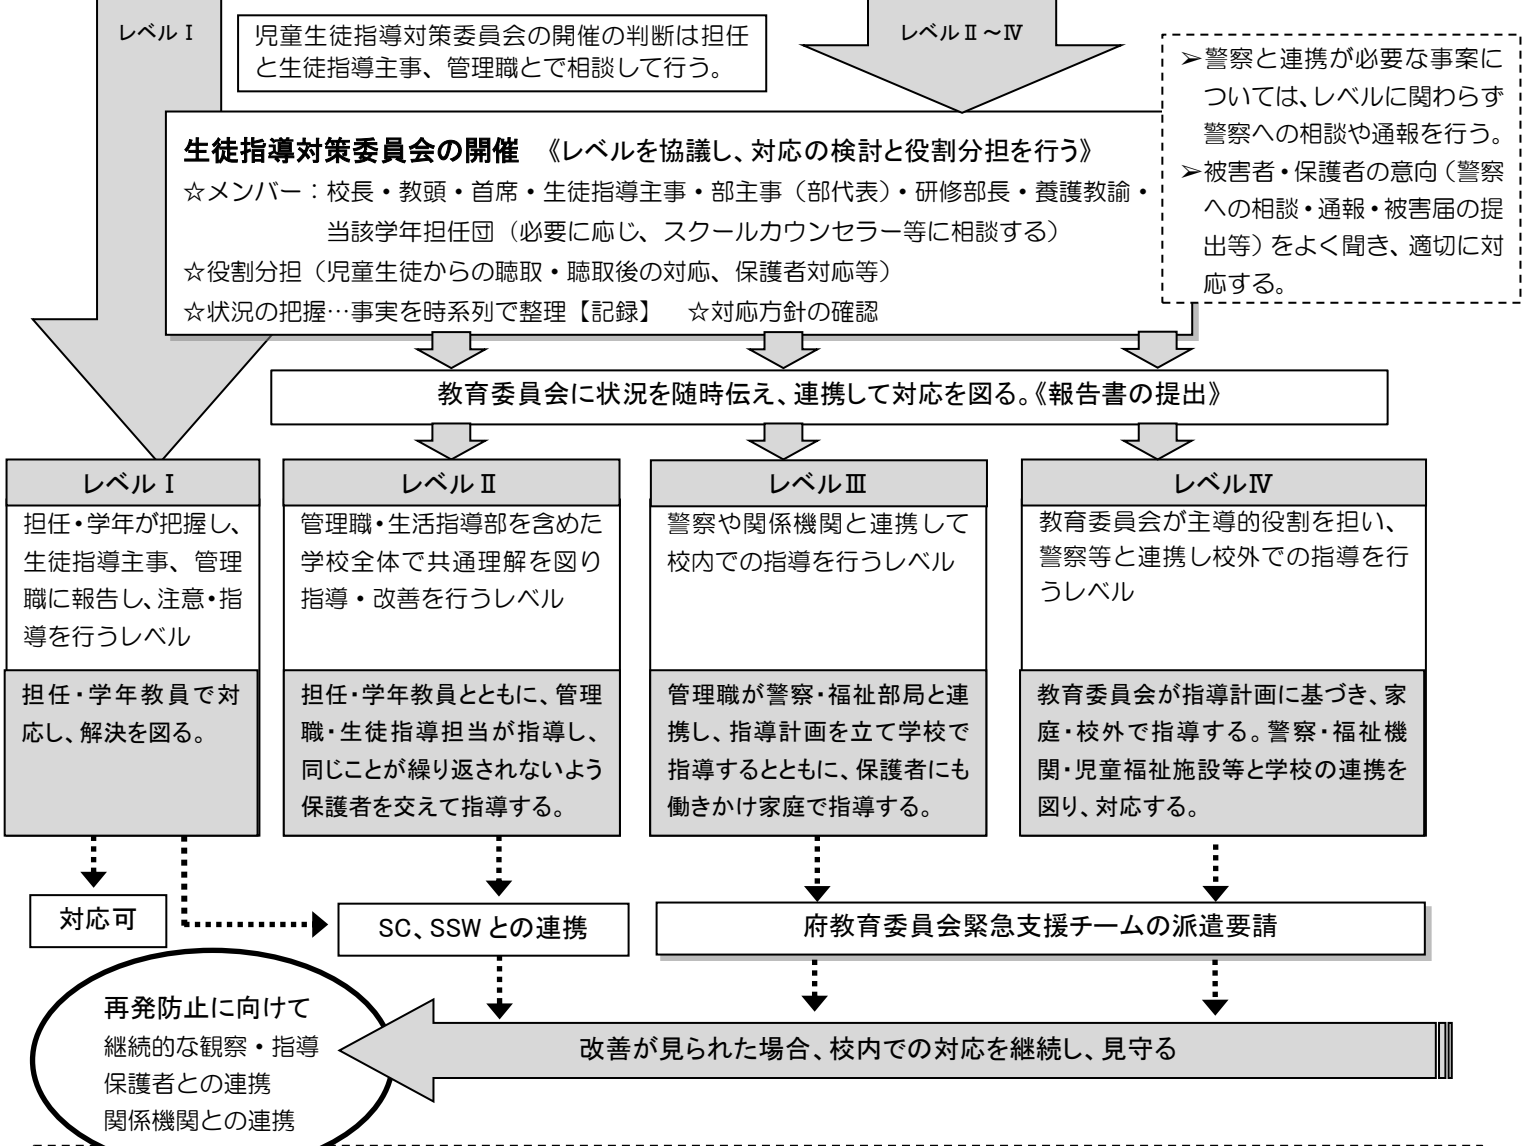 レベルⅠ
児童生徒指導対策委員会の開催の判断は担任
と生徒指導主事、管理職とで相談して行う。
レベルⅡ～Ⅳ
➢警察と連携が必要な事案に
ついては、レベルに関わらず
警察への相談や通報を行う。
➢被害者・保護者の意向（警察
への相談・通報・被害届の提
出等）をよく聞き、適切に対
応する。
生徒指導対策委員会の開催　《レベルを協議し、対応の検討と役割分担を行う》
☆メンバー：校長・教頭・首席・生徒指導主事・部主事（部代表）・研修部長・養護教諭・
当該学年担任団（必要に応じ、スクールカウンセラー等に相談する）
☆役割分担（児童生徒からの聴取・聴取後の対応、保護者対応等）
☆状況の把握…事実を時系列で整理【記録】　☆対応方針の確認
教育委員会に状況を随時伝え、連携して対応を図る。《報告書の提出》
レベルⅠ
担任・学年が把握し、
生徒指導主事、管理
職に報告し、注意・指
導を行うレベル
担任・学年教員で対
応し、解決を図る。
レベルⅡ
管理職・生活指導部を含めた
学校全体で共通理解を図り
指導・改善を行うレベル
担任・学年教員とともに、管理
職・生徒指導担当が指導し、
同じことが繰り返されないよう
保護者を交えて指導する。
レベルⅢ
警察や関係機関と連携して
校内での指導を行うレベル
管理職が警察・福祉部局と連
携し、指導計画を立て学校で
指導するとともに、保護者にも
働きかけ家庭で指導する。
レベルⅣ
教育委員会が主導的役割を担い、
警察等と連携し校外での指導を行
うレベル
教育委員会が指導計画に基づき、家
庭・校外で指導する。警察・福祉機
関・児童福祉施設等と学校の連携を
図り、対応する。
対応可
SC、SSWとの連携
府教育委員会緊急支援チームの派遣要請
再発防止に向けて
継続的な観察・指導
保護者との連携
関係機関との連携
改善が見られた場合、校内での対応を継続し、見守る